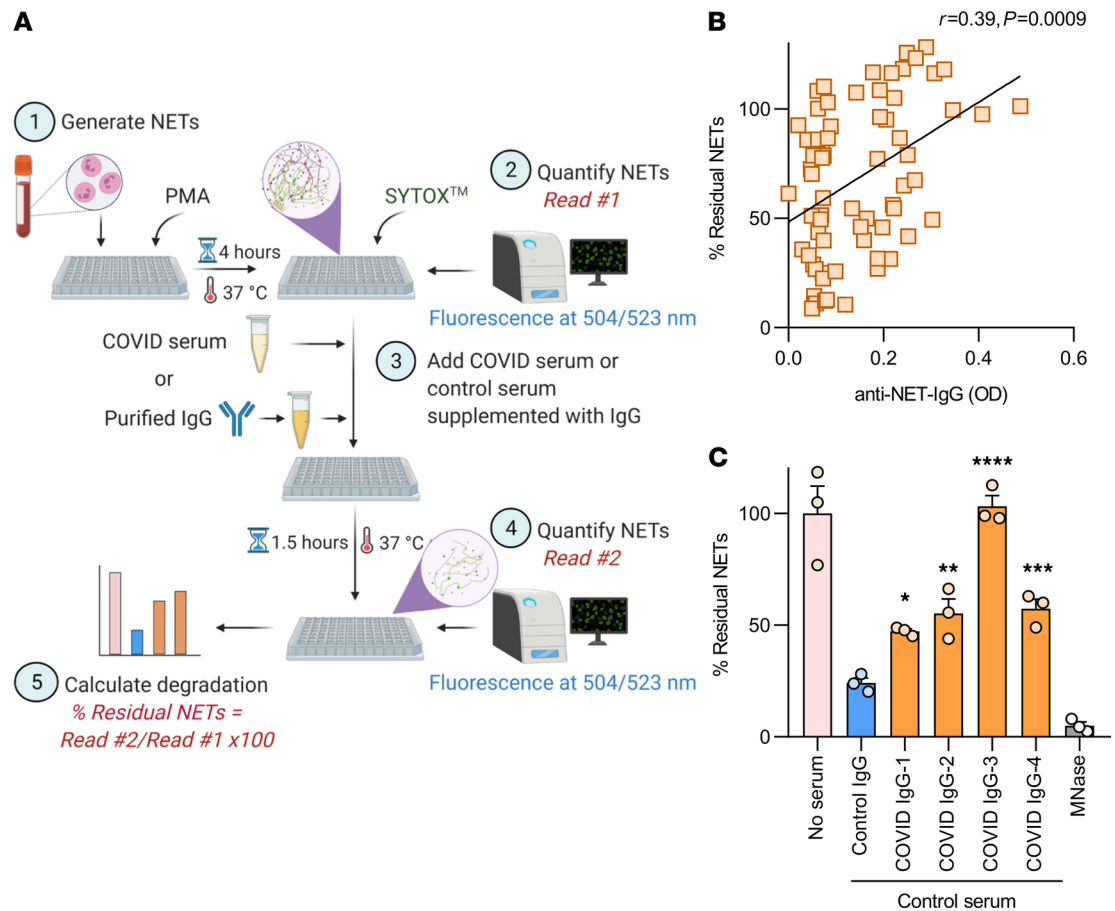 A
1 Generate NETs
PMA
SYTOX™
2 Quantify NETs
Read #1
4 hours
37 °C
Fluorescence at 504/523 nm
COVID serum
or
Purified IgG
3 Add COVID serum or
control serum
supplemented with IgG
1.5 hours
37 °C
4 Quantify NETs
Read #2
Fluorescence at 504/523 nm
5 Calculate degradation
% Residual NETs =
Read #2/Read #1 x100
B
r=0.39, P=0.0009
% Residual NETs
100
50
0
0.0 0.2 0.4 0.6
anti-NET-IgG (OD)
C
% Residual NETs
100
50
0
*
**
****
***
No serum
Control IgG
COVID IgG-1
COVID IgG-2
COVID IgG-3
COVID IgG-4
MNase
Control serum